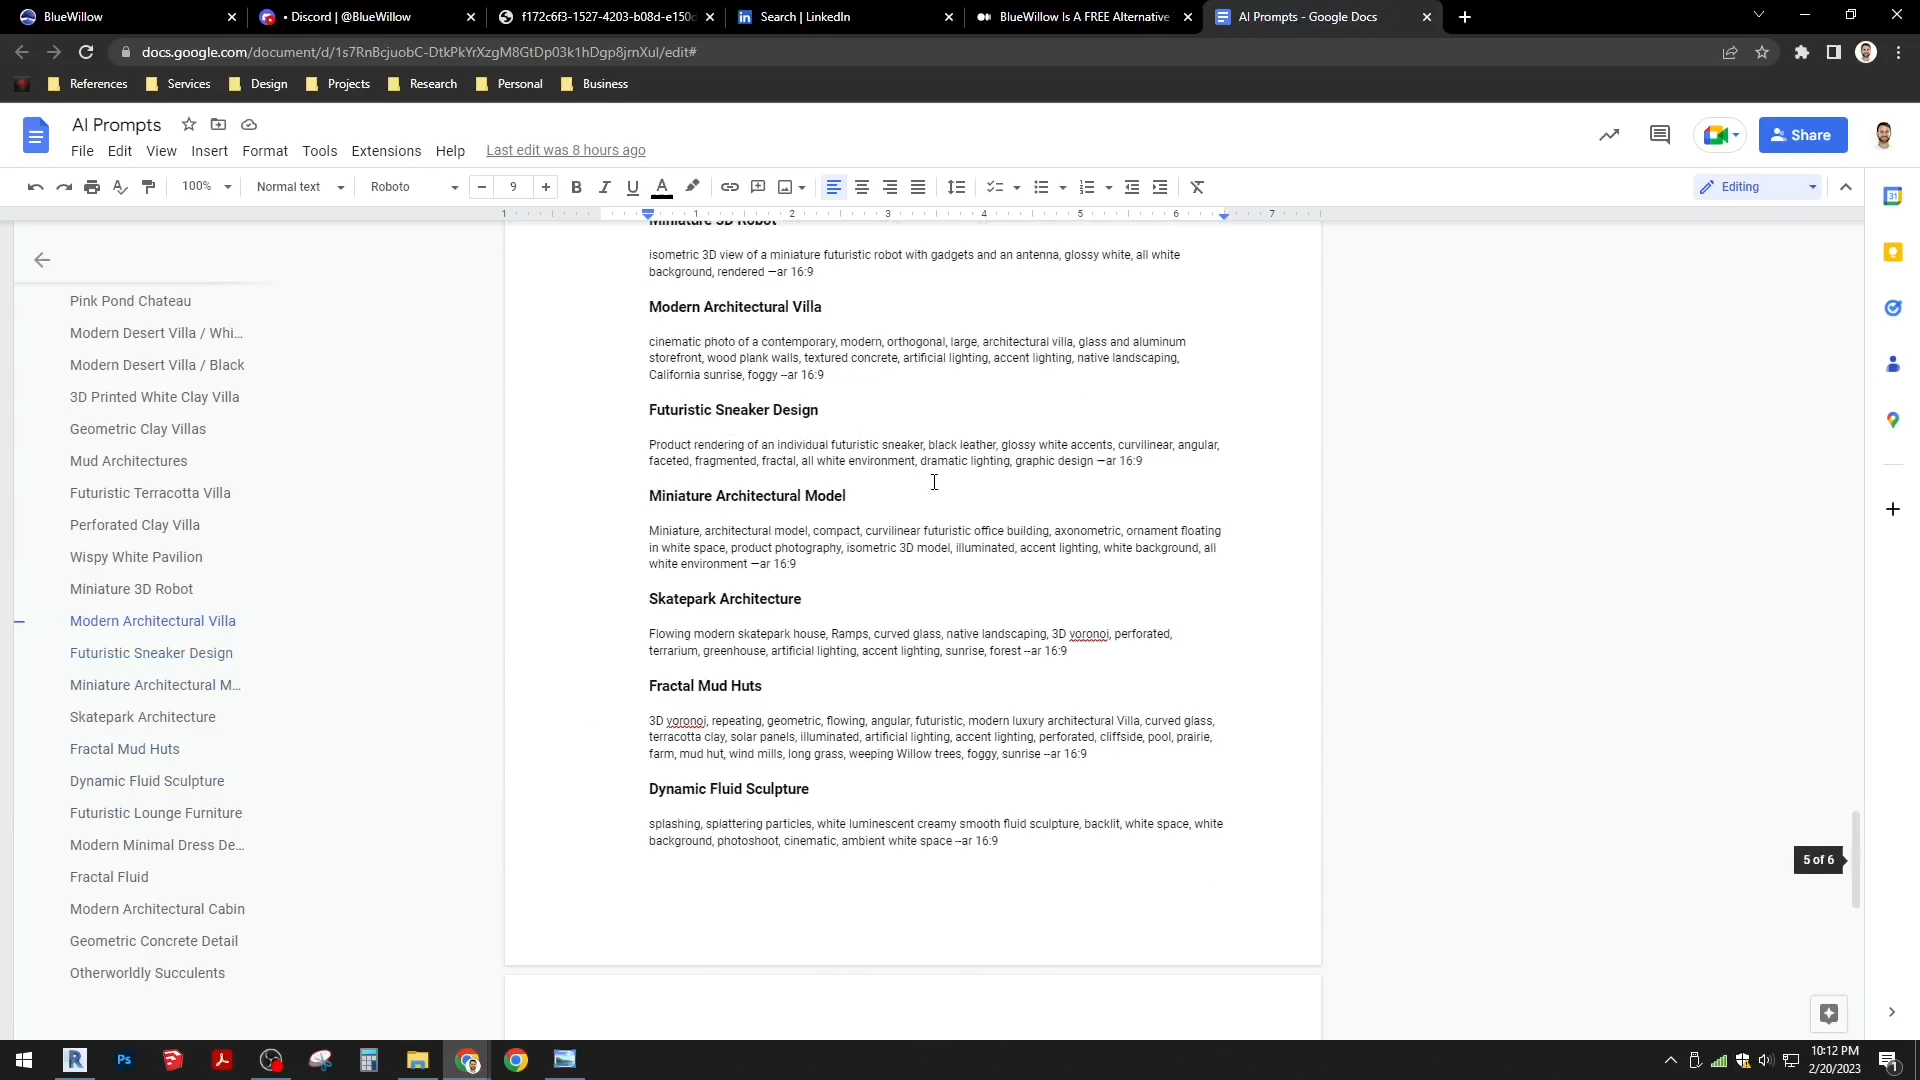 BlueWillow
• Discord | @BlueWillow
f172c6f3-1527-4203-b08d-e150c
Search | LinkedIn
BlueWillow Is A FREE Alternative
AI Prompts - Google Docs
docs.google.com/document/d/1s7RnBcjuobC-DtkPkYrXzgM8GtDp03k1hDgp8jrnXuI/edit#
References
Services
Design
Projects
Research
Personal
Business
AI Prompts
File Edit View Insert Format Tools Extensions Help Last edit was 8 hours ago
Share
100%
Normal text
Roboto
9
Editing
1 1 2 3 4 5 6 7
Pink Pond Chateau
Modern Desert Villa / Whi...
Modern Desert Villa / Black
3D Printed White Clay Villa
Geometric Clay Villas
Mud Architectures
Futuristic Terracotta Villa
Perforated Clay Villa
Wispy White Pavilion
Miniature 3D Robot
Modern Architectural Villa
Futuristic Sneaker Design
Miniature Architectural M...
Skatepark Architecture
Fractal Mud Huts
Dynamic Fluid Sculpture
Futuristic Lounge Furniture
Modern Minimal Dress De...
Fractal Fluid
Modern Architectural Cabin
Geometric Concrete Detail
Otherworldly Succulents
Miniature 3D Robot
isometric 3D view of a miniature futuristic robot with gadgets and an antenna, glossy white, all white
background, rendered —ar 16:9
Modern Architectural Villa
cinematic photo of a contemporary, modern, orthogonal, large, architectural villa, glass and aluminum
storefront, wood plank walls, textured concrete, artificial lighting, accent lighting, native landscaping,
California sunrise, foggy --ar 16:9
Futuristic Sneaker Design
Product rendering of an individual futuristic sneaker, black leather, glossy white accents, curvilinear, angular,
faceted, fragmented, fractal, all white environment, dramatic lighting, graphic design —ar 16:9
Miniature Architectural Model
Miniature, architectural model, compact, curvilinear futuristic office building, axonometric, ornament floating
in white space, product photography, isometric 3D model, illuminated, accent lighting, white background, all
white environment —ar 16:9
Skatepark Architecture
Flowing modern skatepark house, Ramps, curved glass, native landscaping, 3D voronoi, perforated,
terrarium, greenhouse, artificial lighting, accent lighting, sunrise, forest --ar 16:9
Fractal Mud Huts
3D voronoi, repeating, geometric, flowing, angular, futuristic, modern luxury architectural Villa, curved glass,
terracotta clay, solar panels, illuminated, artificial lighting, accent lighting, perforated, cliffside, pool, prairie,
farm, mud hut, wind mills, long grass, weeping Willow trees, foggy, sunrise --ar 16:9
Dynamic Fluid Sculpture
splashing, splattering particles, white luminescent creamy smooth fluid sculpture, backlit, white space, white
background, photoshoot, cinematic, ambient white space --ar 16:9
5 of 6
10:12 PM
2/20/2023